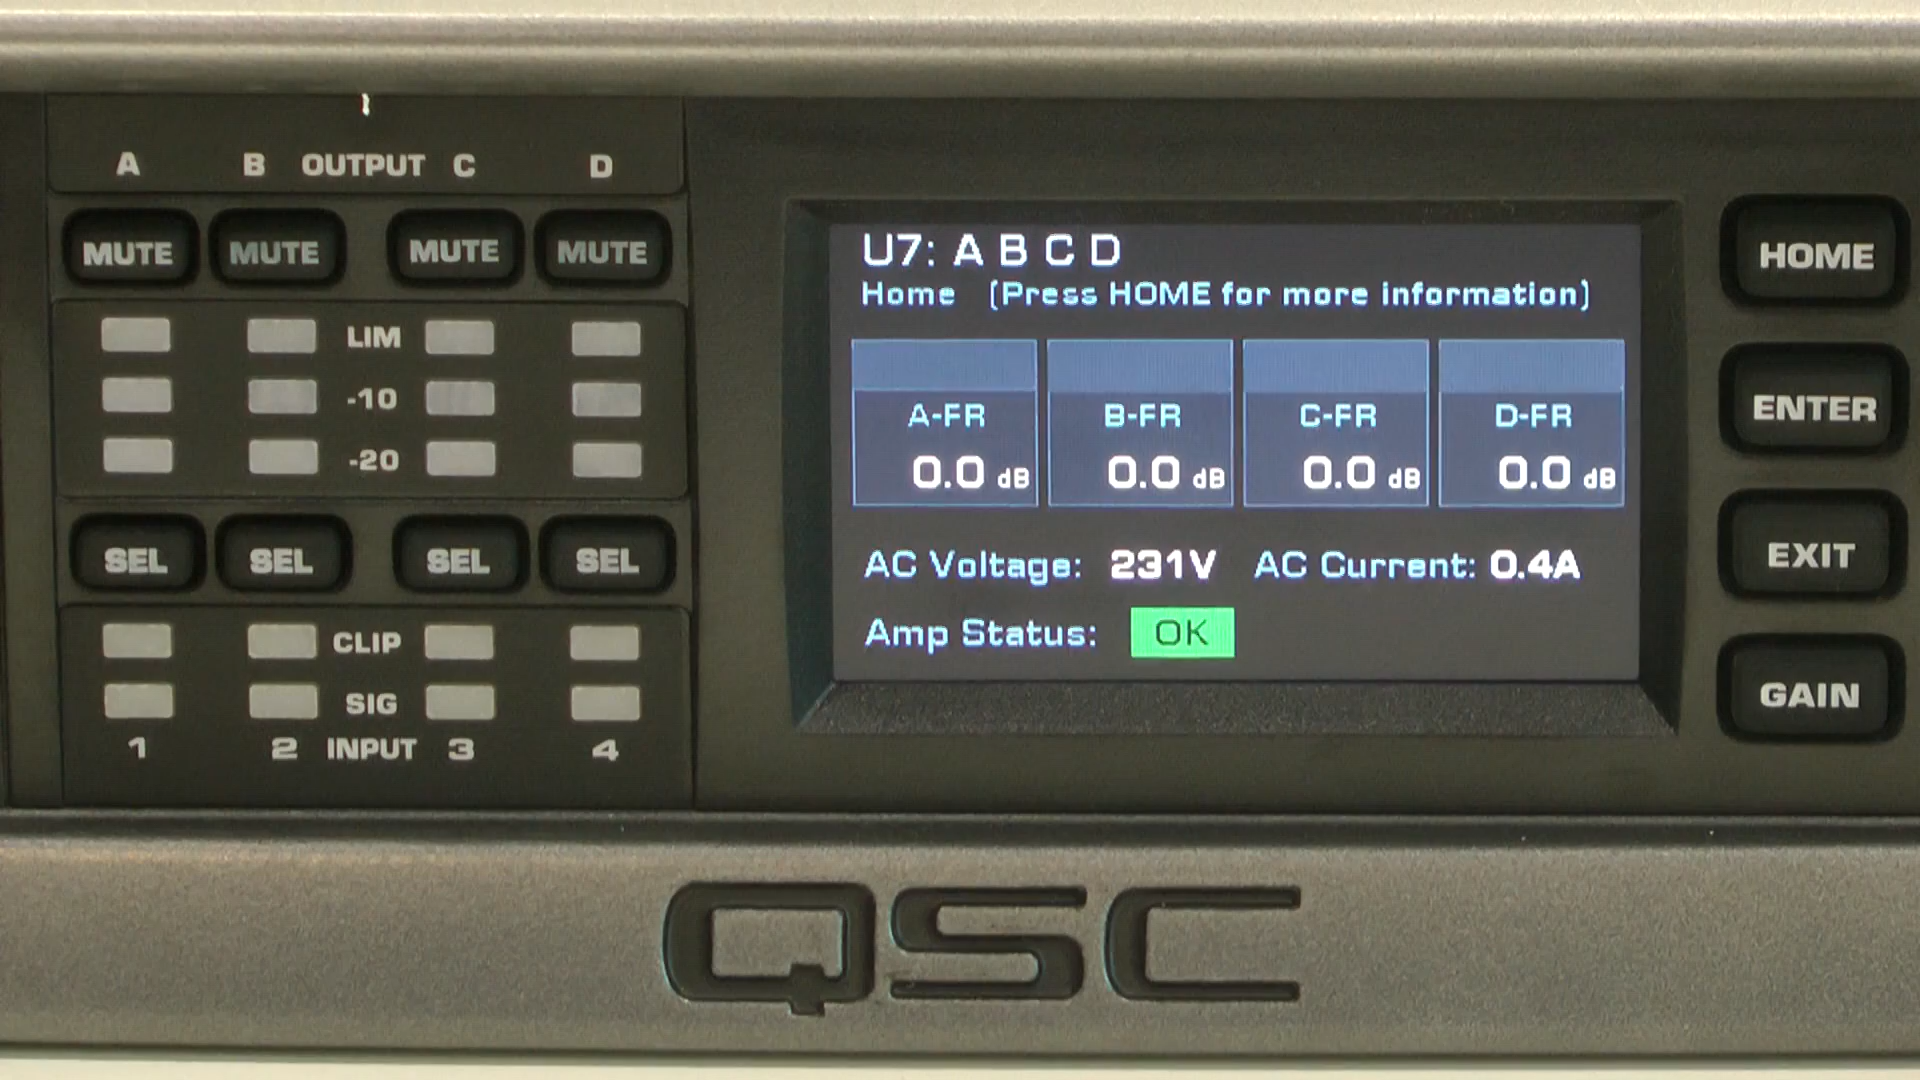 A B OUTPUT C D
MUTE MUTE MUTE MUTE
LIM
-10
-20
SEL SEL SEL SEL
CLIP
SIG
1 2 INPUT 3 4
U7: A B C D
Home (Press HOME for more information)
A-FR B-FR C-FR D-FR
0.0 dB 0.0 dB 0.0 dB 0.0 dB
AC Voltage: 231V AC Current: 0.4A
Amp Status: OK
HOME
ENTER
EXIT
GAIN
QSC